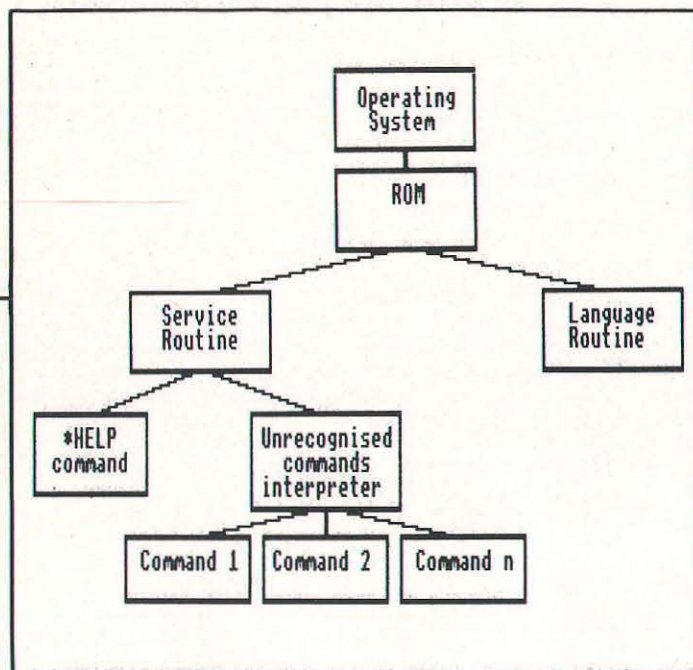 Operating
System
ROM
Service
Routine
Language
Routine
*HELP
command
Unrecognised
commands
interpreter
Command 1
Command 2
Command n